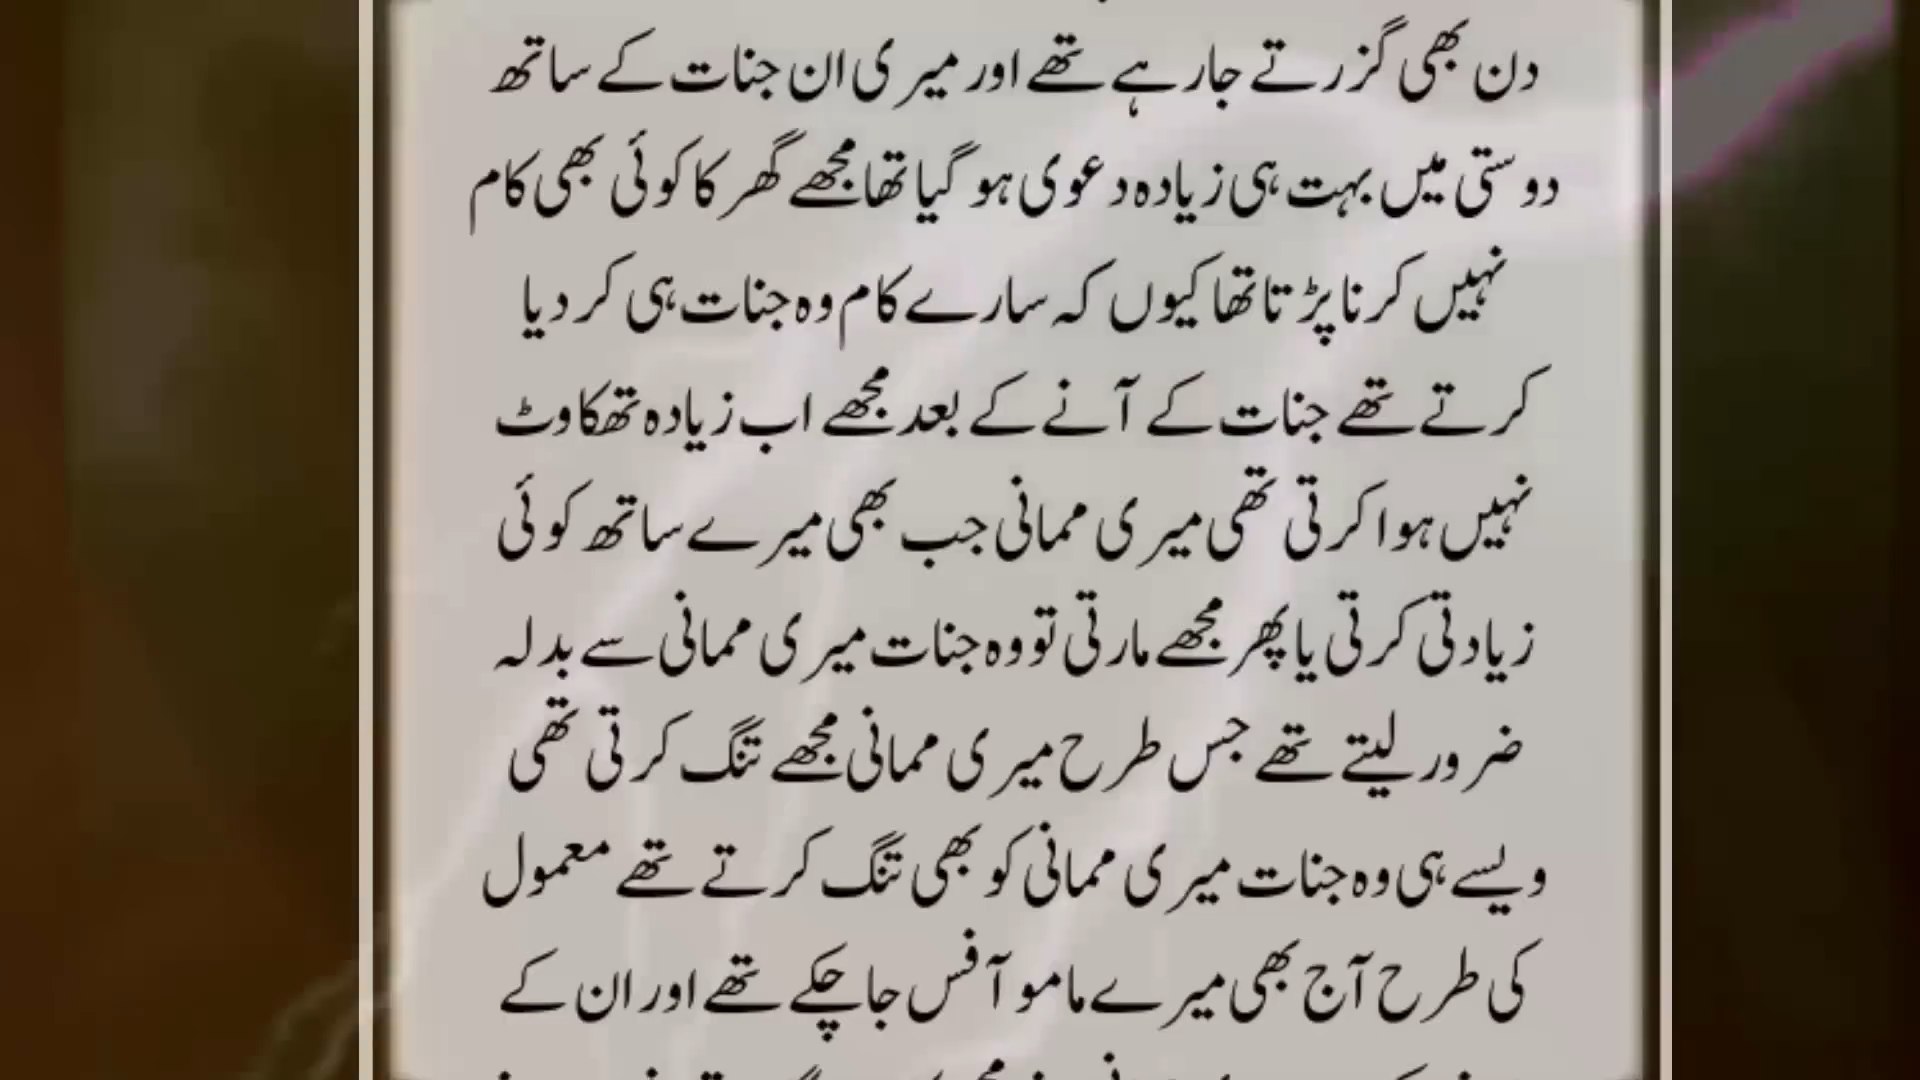 دن بھی گزرتے جارہے تھے اور میری ان جنات کے ساتھ
دوستی میں بہت ہی زیادہ دعوی ہو گیا تھا مجھے گھر کا کوئی بھی کام
نہیں کرنا پڑتا تھا کیوں کہ سارے کام وہ جنات ہی کر دیا
کرتے تھے جنات کے آنے کے بعد مجھے اب زیادہ تھکاوٹ
نہیں ہوا کرتی تھی میری ممانی جب بھی میرے ساتھ کوئی
زیادتی کرتی یا پھر مجھے مارتی تو وہ جنات میری ممانی سے بدلہ
ضرور لیتے تھے جس طرح میری ممانی مجھے تنگ کرتی تھی
ویسے ہی وہ جنات میری ممانی کو بھی تنگ کرتے تھے معمول
کی طرح آج بھی میرے مامو آفس جاچکے تھے اور ان کے